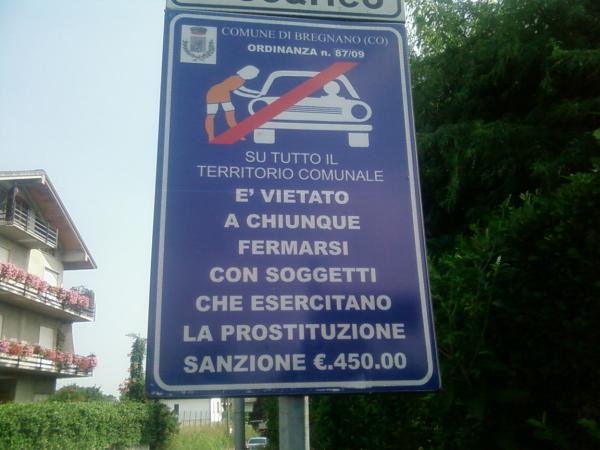 COMUNE DI BREGNANO (CO)
ORDINANZA n. 87/09
SU TUTTO IL
TERRITORIO COMUNALE
E' VIETATO
A CHIUNQUE
FERMARSI
CON SOGGETTI
CHE ESERCITANO
LA PROSTITUZIONE
SANZIONE €.450.00